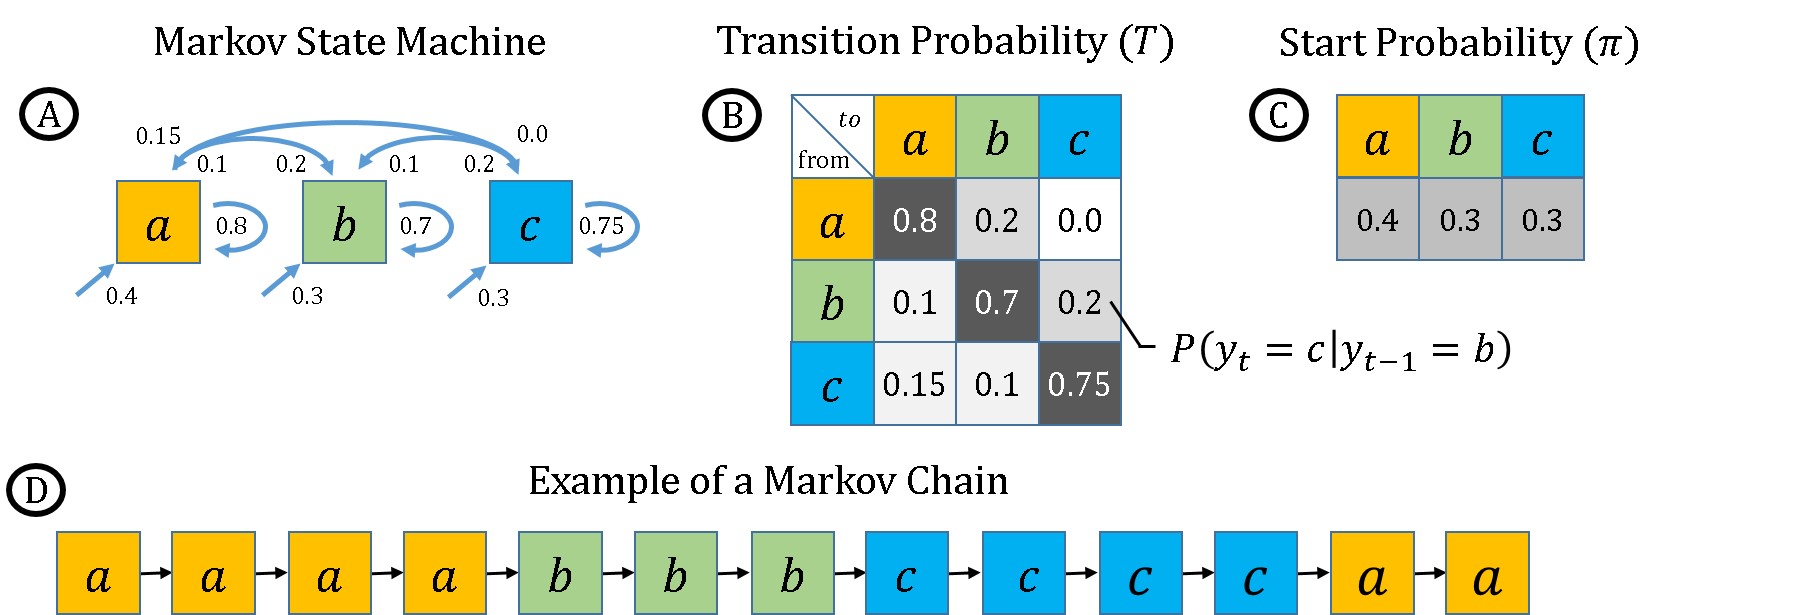 Markov State Machine
Transition Probability (T)
Start Probability (π)
A
0.15
0.0
0.1
0.2
0.1
0.2
a
0.8
b
0.7
c
0.75
0.4
0.3
0.3
B
to
from
a b c
a 0.8 0.2 0.0
b 0.1 0.7 0.2
c 0.15 0.1 0.75
P(yₜ = c|yₜ₋₁ = b)
C
a b c
0.4 0.3 0.3
D
Example of a Markov Chain
a a a a b b b c c c c a a